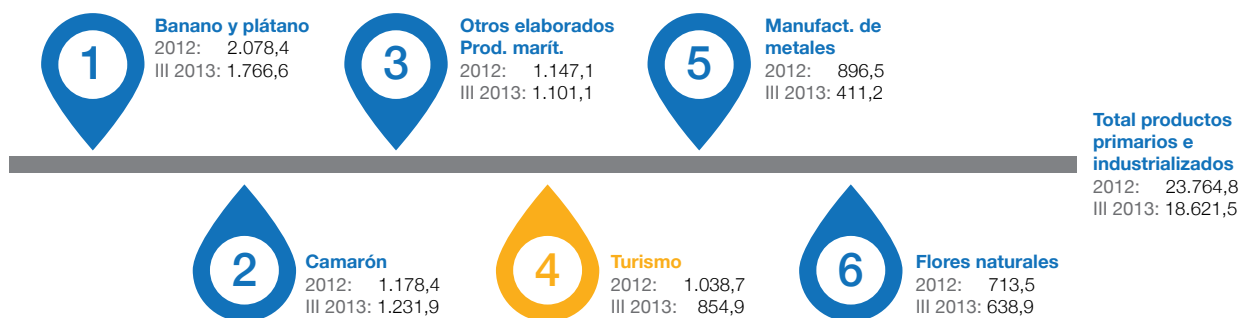 1
Banano y plátano
2012: 2.078,4
III 2013: 1.766,6
2
Camarón
2012: 1.178,4
III 2013: 1.231,9
3
Otros elaborados
Prod. marít.
2012: 1.147,1
III 2013: 1.101,1
4
Turismo
2012: 1.038,7
III 2013: 854,9
5
Manufact. de
metales
2012: 896,5
III 2013: 411,2
6
Flores naturales
2012: 713,5
III 2013: 638,9
Total productos
primarios e
industrializados
2012: 23.764,8
III 2013: 18.621,5